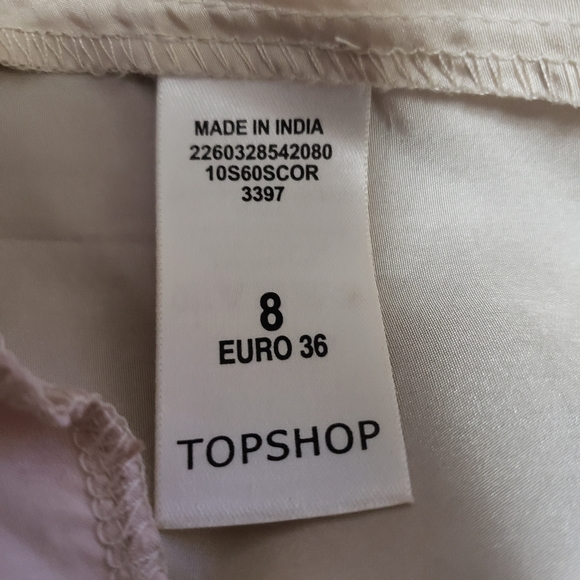 MADE IN INDIA
2260328542080
10S60SCOR
3397
8
EURO 36
TOPSHOP